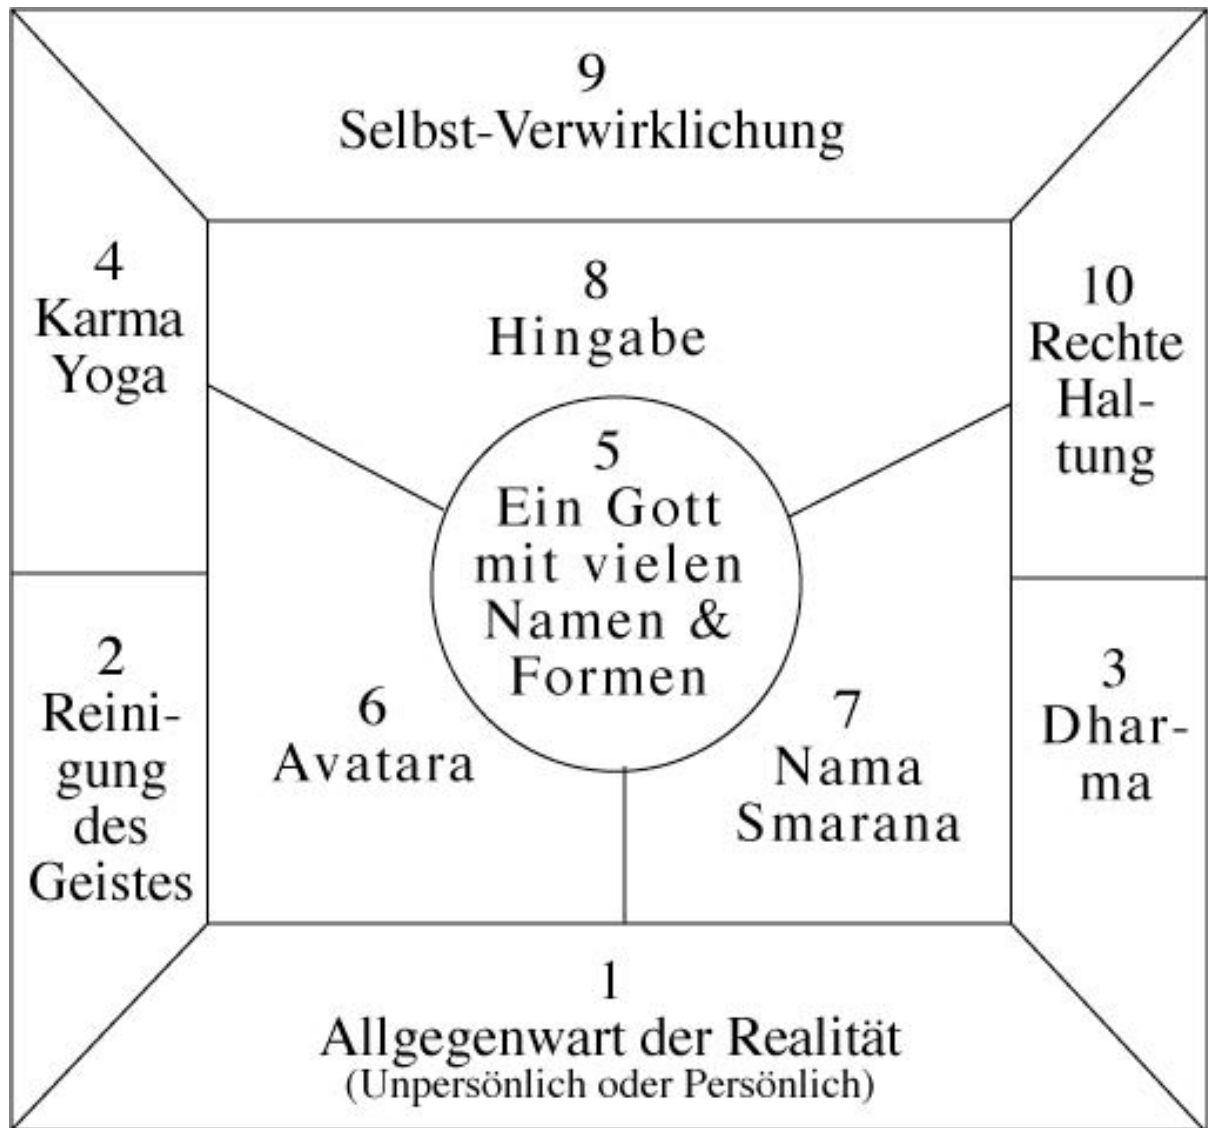 9
Selbst-Verwirklichung
4
Karma
Yoga
8
Hingabe
10
Rechte
Hal-
tung
5
Ein Gott
mit vielen
Namen &
Formen
2
Reini-
gung
des
Geistes
6
Avatara
7
Nama
Smarana
3
Dhar-
ma
1
Allgegenwart der Realität
(Unpersönlich oder Persönlich)